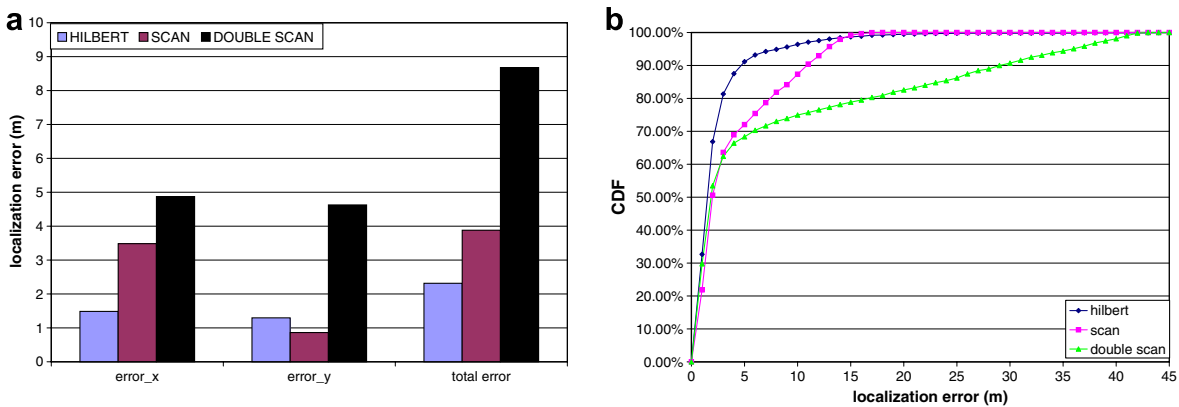 a
HILBERT SCAN DOUBLE SCAN
localization error (m)
10
9
8
7
6
5
4
3
2
1
0
error_x error_y total error
b
CDF
100.00%
90.00%
80.00%
70.00%
60.00%
50.00%
40.00%
30.00%
20.00%
10.00%
0.00%
hilbert
scan
double scan
0 5 10 15 20 25 30 35 40 45
localization error (m)